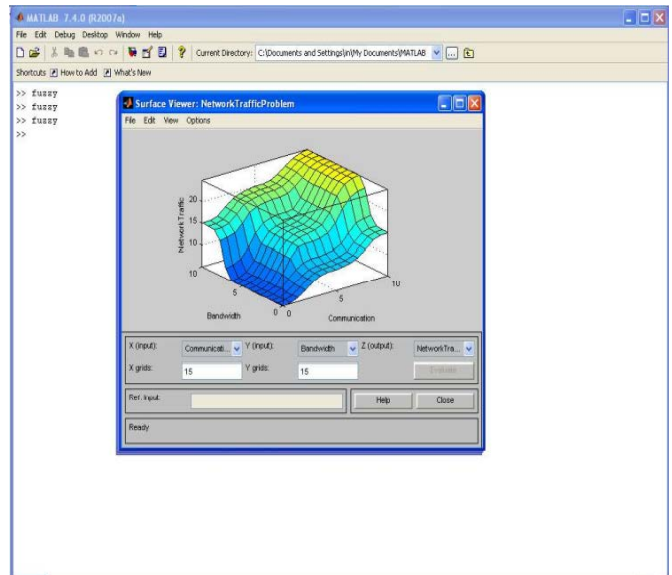 MATLAB 7.4.0 (R2007a)
File Edit Debug Desktop Window Help
Current Directory: C:\Documents and Settings\in\My Documents\MATLAB
Shortcuts How to Add What's New
>> fuzzy
>> fuzzy
>> fuzzy
>>
Surface Viewer: NetworkTrafficProblem
File Edit View Options
NetworkTraffic
20
15
10
10
5
0
0
5
10
Bandwidth
Communication
X (input): Communicati... Y (input): Bandwidth Z (output): NetworkTra...
X grids: 15 Y grids: 15 Evaluate
Ref. Input:
Help Close
Ready